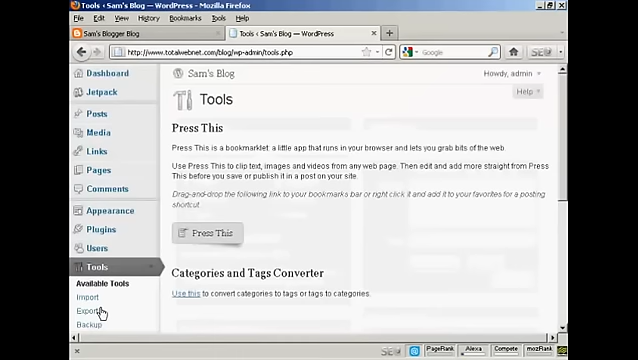 Tools ‹ Sam's Blog — WordPress — Mozilla Firefox
File Edit View History Bookmarks Tools Help
Sam's Blogger Blog
Tools ‹ Sam's Blog — WordPress
http://www.totalwebnet.com/blog/wp-admin/tools.php
Google
Dashboard
Jetpack
Posts
Media
Links
Pages
Comments
Appearance
Plugins
Users
Tools
Available Tools
Import
Export
Backup
Sam's Blog
Howdy, admin
Help
Tools
Press This
Press This is a bookmarklet: a little app that runs in your browser and lets you grab bits of the web.
Use Press This to clip text, images and videos from any web page. Then edit and add more straight from Press
This before you save or publish it in a post on your site.
Drag-and-drop the following link to your bookmarks bar or right click it and add it to your favorites for a posting
shortcut.
Press This
Categories and Tags Converter
Use this to convert categories to tags or tags to categories.
PageRank
Alexa
Compete
mozRank